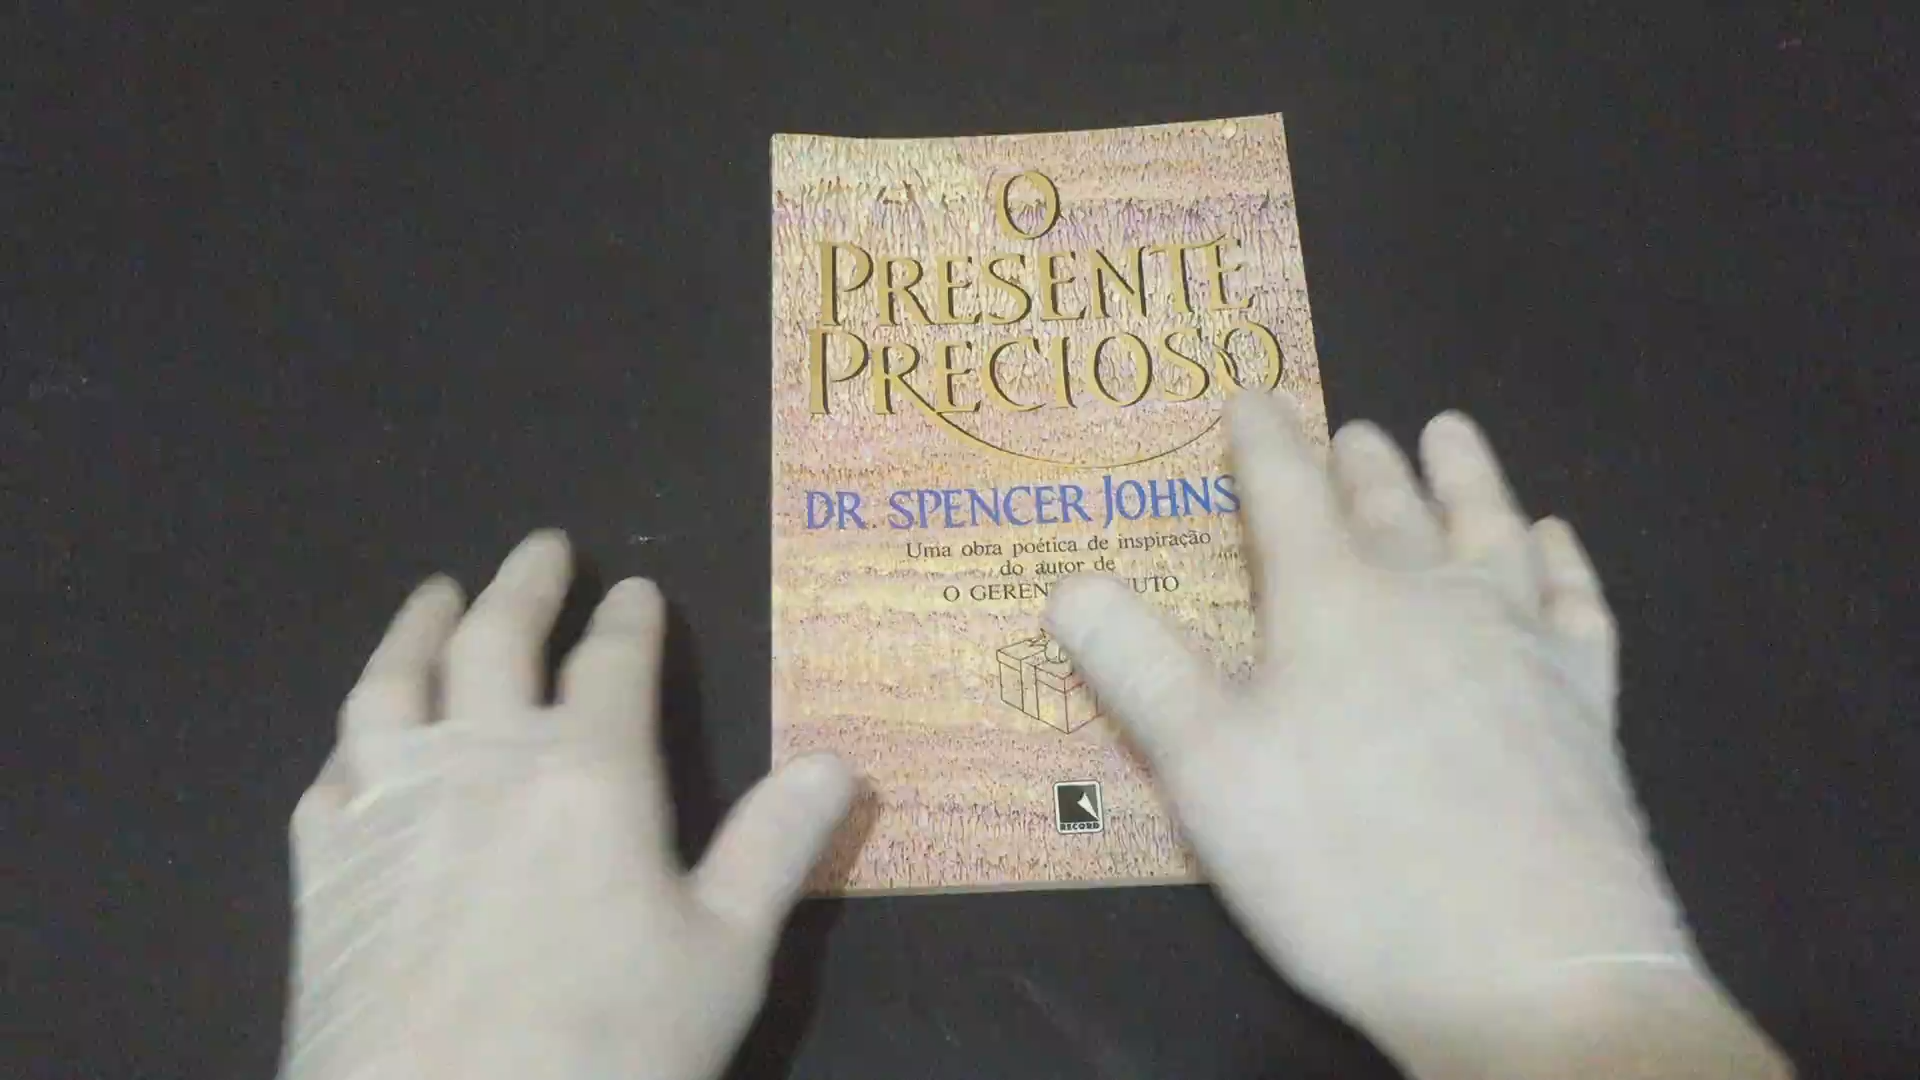 O
PRESENTE
PRECIOSO
DR. SPENCER JOHNS
Uma obra poética de inspiração
do autor de
O GEREN UTO
RECORD